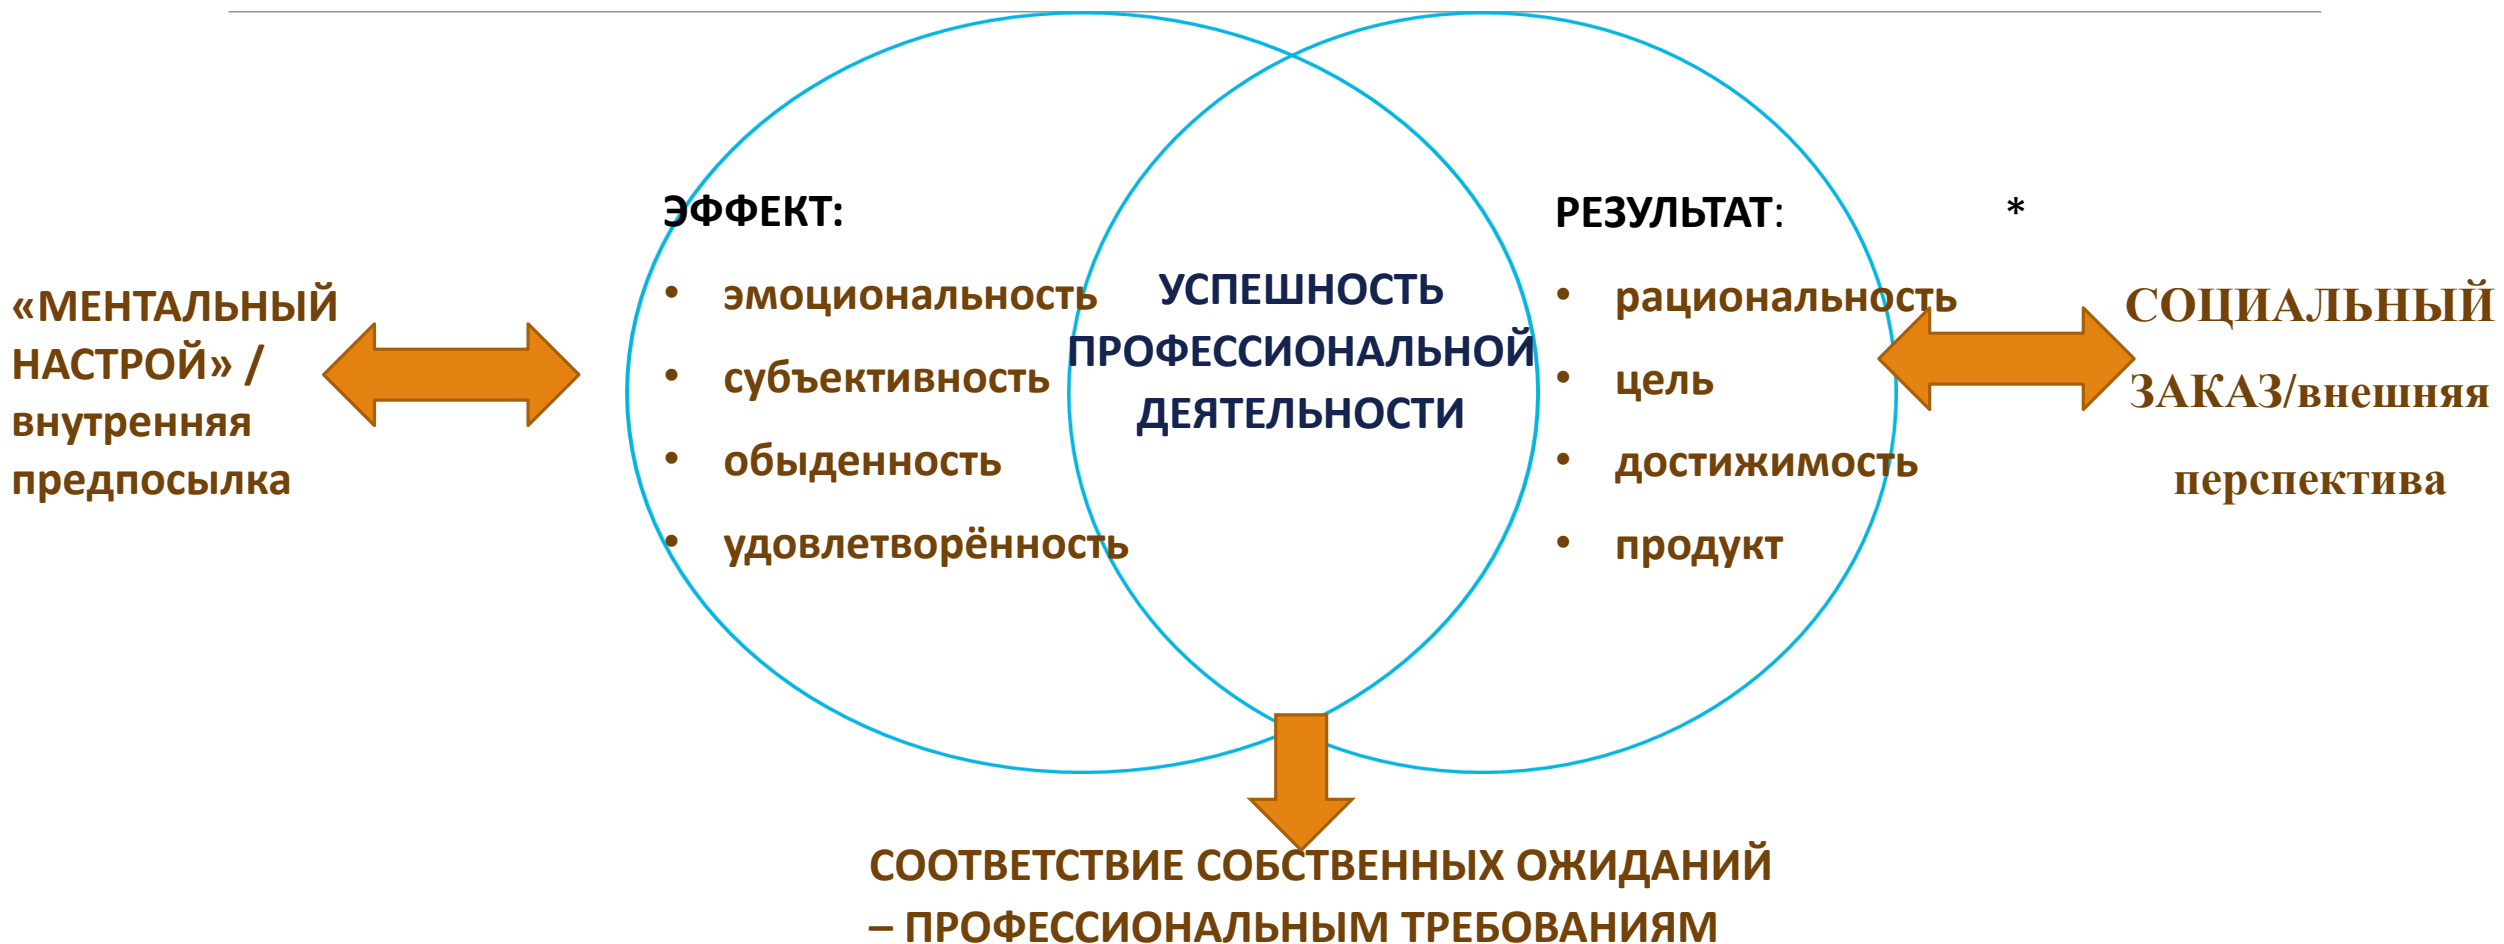 «МЕНТАЛЬНЫЙ
НАСТРОЙ» /
внутренняя
предпосылка
ЭФФЕКТ:
• эмоциональность
• субъективность
• обыденность
• удовлетворённость
УСПЕШНОСТЬ
ПРОФЕССИОНАЛЬНОЙ
ДЕЯТЕЛЬНОСТИ
РЕЗУЛЬТАТ: *
• рациональность
• цель
• достижимость
• продукт
СОЦИАЛЬНЫЙ
ЗАКАЗ/внешняя
перспектива
СООТВЕТСТВИЕ СОБСТВЕННЫХ ОЖИДАНИЙ
– ПРОФЕССИОНАЛЬНЫМ ТРЕБОВАНИЯМ